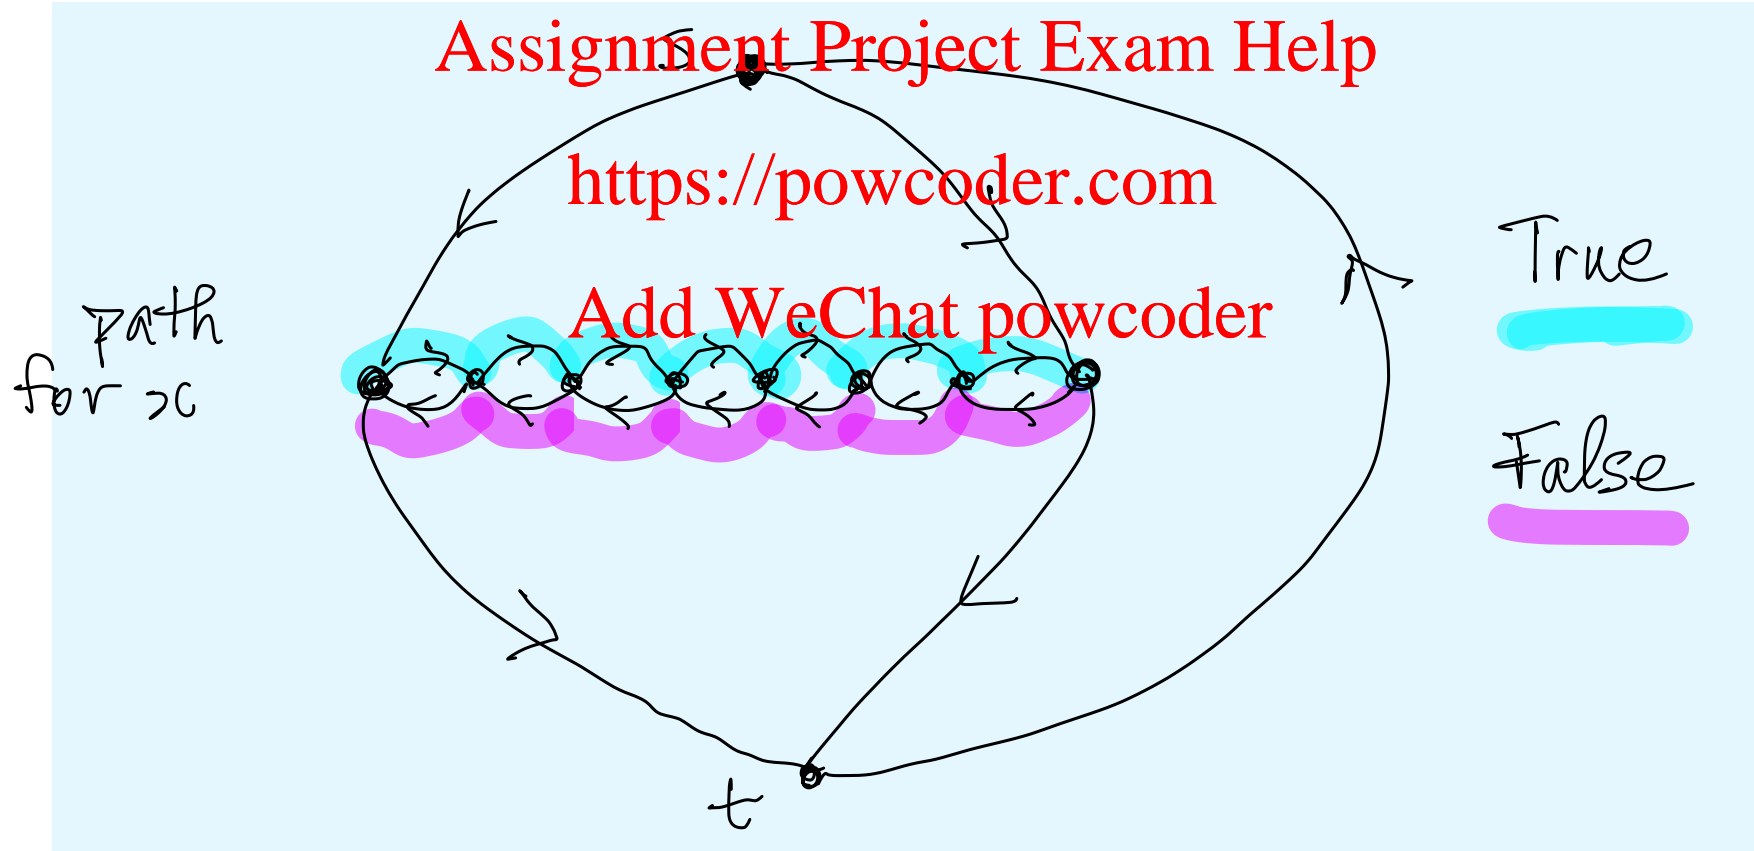 s
Assignment Project Exam Help
https://powcoder.com
Add WeChat powcoder
True
path
for x
False
t